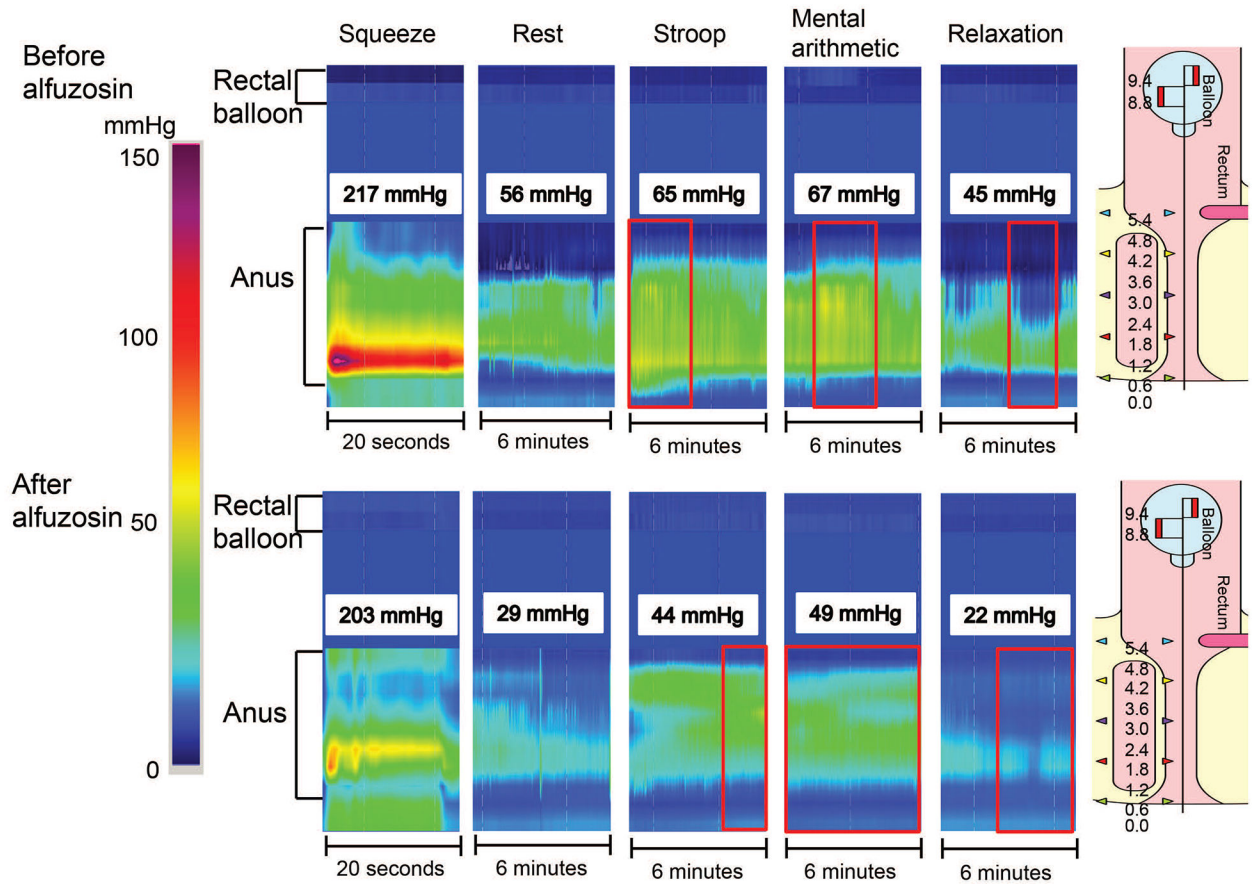 Squeeze
Rest
Stroop
Mental
arithmetic
Relaxation
Before
alfuzosin
mmHg
150
100
50
0
Rectal
balloon
217 mmHg
56 mmHg
65 mmHg
67 mmHg
45 mmHg
Anus
20 seconds
6 minutes
6 minutes
6 minutes
6 minutes
9.4
8.8
Balloon
Rectum
5.4
4.8
4.2
3.6
3.0
2.4
1.8
1.2
0.6
0.0
After
alfuzosin
Rectal
balloon
203 mmHg
29 mmHg
44 mmHg
49 mmHg
22 mmHg
Anus
20 seconds
6 minutes
6 minutes
6 minutes
6 minutes
9.4
8.8
Balloon
Rectum
5.4
4.8
4.2
3.6
3.0
2.4
1.8
1.2
0.6
0.0